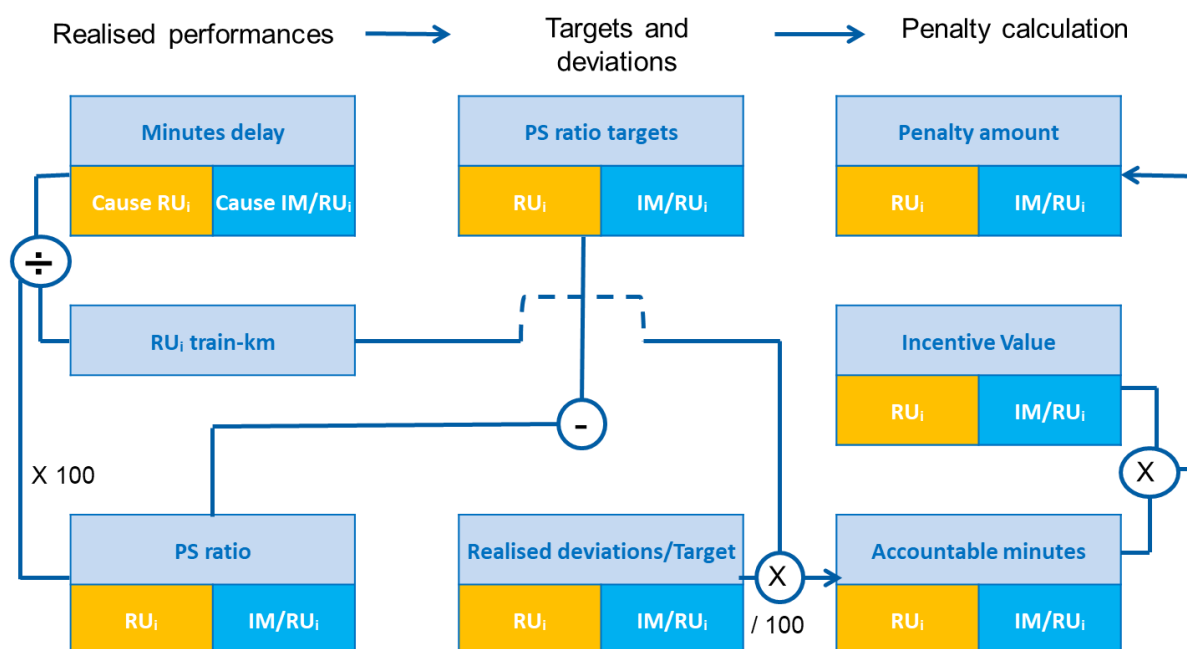 Realised performances
Targets and
deviations
Penalty calculation
Minutes delay
Cause RUᵢ
Cause IM/RUᵢ
PS ratio targets
RUᵢ
IM/RUᵢ
Penalty amount
RUᵢ
IM/RUᵢ
÷
RUᵢ train-km
Incentive Value
RUᵢ
IM/RUᵢ
-
X 100
X
PS ratio
RUᵢ
IM/RUᵢ
Realised deviations/Target
RUᵢ
IM/RUᵢ
X
/ 100
Accountable minutes
RUᵢ
IM/RUᵢ